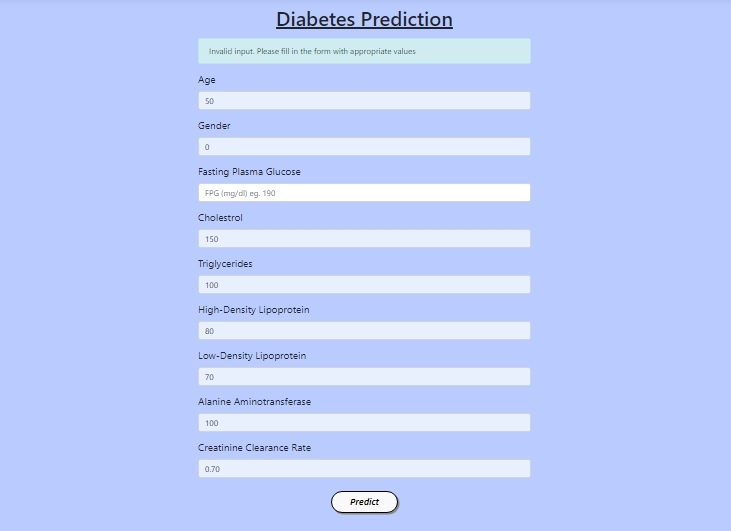 Diabetes Prediction
Invalid input. Please fill in the form with appropriate values
Age
50
Gender
0
Fasting Plasma Glucose
FPG (mg/dl) eg. 190
Cholestrol
150
Triglycerides
100
High-Density Lipoprotein
80
Low-Density Lipoprotein
70
Alanine Aminotransferase
100
Creatinine Clearance Rate
0.70
Predict